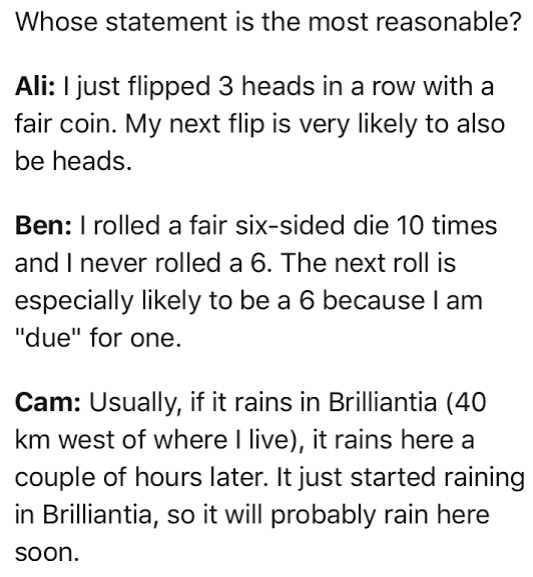 Whose statement is the most reasonable?
Ali: I just flipped 3 heads in a row with a
fair coin. My next flip is very likely to also
be heads.
Ben: I rolled a fair six-sided die 10 times
and I never rolled a 6. The next roll is
especially likely to be a 6 because I am
"due" for one.
Cam: Usually, if it rains in Brilliantia (40
km west of where I live), it rains here a
couple of hours later. It just started raining
in Brilliantia, so it will probably rain here
soon.